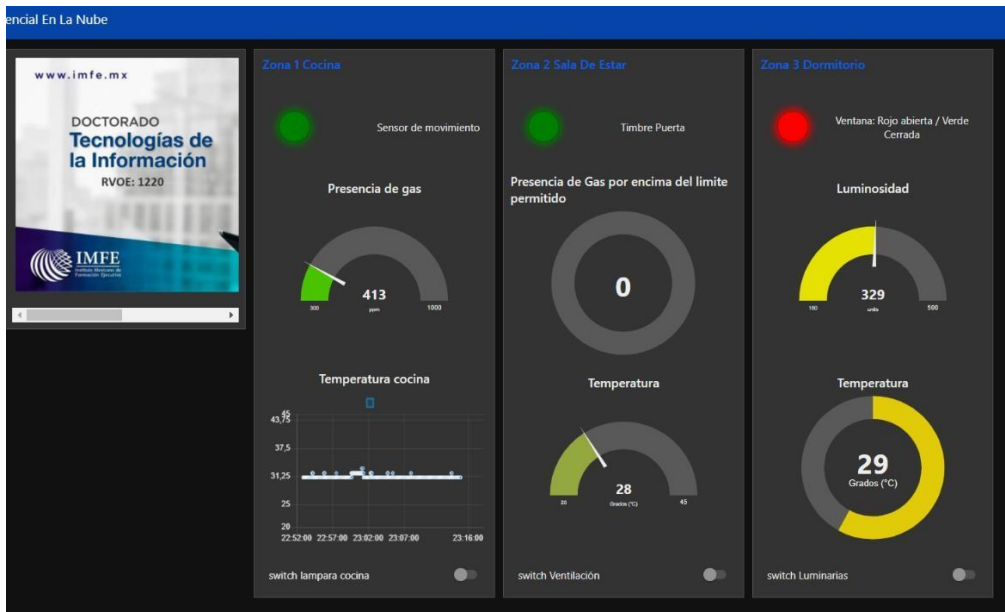 encial En La Nube
www.imfe.mx
DOCTORADO
Tecnologías de
la Información
RVOE: 1220
IMFE
Instituto Mexicano de
Formación Ejecutiva
Zona 1 Cocina
Sensor de movimiento
Presencia de gas
413
ppm
300
1000
Temperatura cocina
45
43,75
37,5
31,25
25
20
22:52:00 22:57:00 23:02:00 23:07:00 23:16:00
switch lampara cocina
Zona 2 Sala De Estar
Timbre Puerta
Presencia de Gas por encima del limite
permitido
0
Temperatura
28
Grados (°C)
20
45
switch Ventilación
Zona 3 Dormitorio
Ventana: Rojo abierta / Verde
Cerrada
Luminosidad
329
units
500
Temperatura
29
Grados (°C)
switch Luminarias